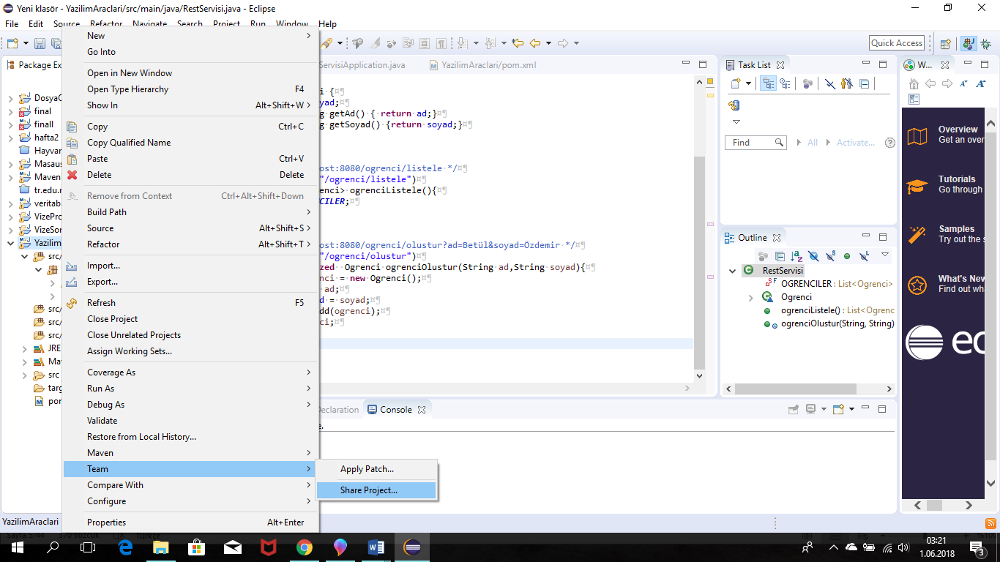 Yeni klasör - YazilimAraclari/src/main/java/RestServisi.java - Eclipse
File Edit Source Refactor Navigate Search Project Run Window Help
Quick Access
Package Ex
DosyaC
final
finall
hafta2
Hayvar
Masaus
Maven
tr.edu.r
veritab
VizePro
VizeSor
Yazilim
src/
src/
src/
src/
JRE
Ma
src
targ
por
New
Go Into
Open in New Window
Open Type Hierarchy F4
Show In Alt+Shift+W
Copy Ctrl+C
Copy Qualified Name
Paste Ctrl+V
Delete Delete
Remove from Context Ctrl+Alt+Shift+Down
Build Path
Source Alt+Shift+S
Refactor Alt+Shift+T
Import...
Export...
Refresh F5
Close Project
Close Unrelated Projects
Assign Working Sets...
Coverage As
Run As
Debug As
Validate
Restore from Local History...
Maven
Team
Compare With
Configure
Properties Alt+Enter
Apply Patch...
Share Project...
ServisiApplication.java YazilimAraclari/pom.xml
i {¤¶
yad;¤¶
g getAd() { return ad;}¤¶
g getSoyad() {return soyad;}¤¶
ost:8080/ogrenci/listele */¤¶
"/ogrenci/listele")¤¶
enci> ogrenciListele(){¤¶
CILER;¤¶
ost:8080/ogrenci/olustur?ad=Betül&soyad=Özdemir */¤¶
"/ogrenci/olustur")¤¶
zed Ogrenci ogrenciOlustur(String ad,String soyad){¤¶
nci = new Ogrenci();¤¶
ad;¤¶
d = soyad;¤¶
dd(ogrenci);¤¶
ci;¤¶
Declaration Console
e.
Task List
Find All Activate...
Outline
RestServisi
OGRENCILER : List<Ogrenci>
Ogrenci
ogrenciListele() : List<Ogrenc
ogrenciOlustur(String, String)
W...
Overview
Get an over
Tutorials
Go through
Samples
Try out the s
What's New
Find out wha
ec
YazilimAraclari
Sayfa 5/44 370 sözcük Türkçe
%100
03:21
1.06.2018
3